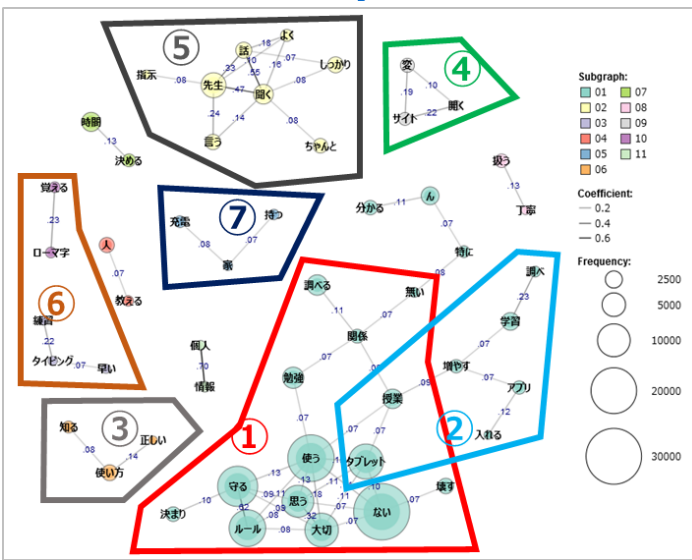 ⑤
話
よく
しっかり
指示
先生
聞く
言う
ちゃんと
.18
.07
.33
.16
.08
.55
.08
.47
.24
.14
.08
④
変
.10
.19
開く
.22
サイト
時間
.13
決める
覚える
.23
ローマ字
人
.07
教える
⑥
練習
.22
タイピング
.07
早い
⑦
充電
持つ
.08
.07
家
扱う
.13
丁寧
分かる
.11
ん
.07
特に
.08
無い
.07
調べる
.11
関係
.07
個人
.70
情報
勉強
.07
授業
.09
増やす
.07
学習
.23
調べ
.07
アプリ
.12
入れる
②
①
③
知る
正しい
.08
.14
使い方
使う
.07
タブレット
守る
.13
思う
ない
.07
壊す
決まり
.10
ルール
.08
大切
.07
Subgraph:
01
07
02
08
03
09
04
10
05
11
06
Coefficient:
0.2
0.4
0.6
Frequency:
2500
5000
10000
20000
30000